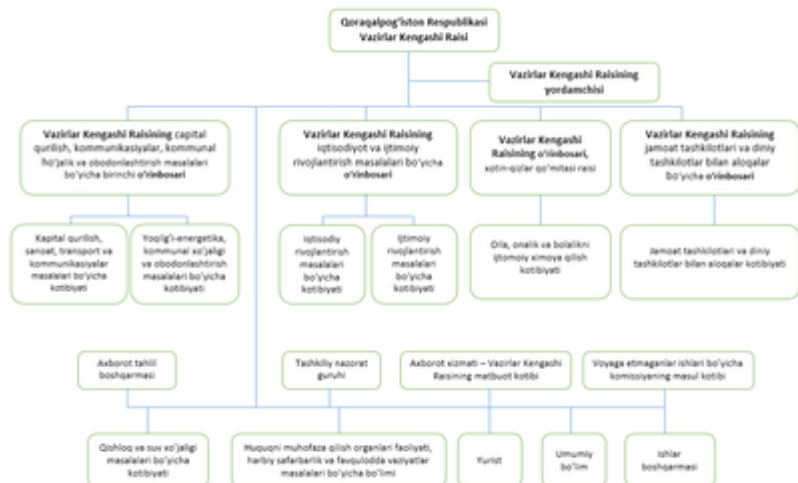 Qoraqalpog'iston Respublikasi
Vazirlar Kengashi Raisi
Vazirlar Kengashi Raisining
yordamchisi
Vazirlar Kengashi Raisining capital
qurilish, kommunikasiyalar, kommunal
ho'jalik va obodonlashtirish masalalari
bo'yicha birinchi o'rinbosari
Vazirlar Kengashi Raisining
iqtisodiyot va ijtimoiy
rivojlantirish masalalari bo'yicha
o'rinbosari
Vazirlar Kengashi
Raisining o'rinbosari,
xotin-qizlar qo'mitasi raisi
Vazirlar Kengashi Raisining
jamoat tashkilotlari va diniy
tashkilotlar bilan aloqalar
bo'yicha o'rinbosari
Kapital qurilish,
sanoat, transport va
kommunikasiyalar
masalalari bo'yicha
kotibiyati
Yoqilg'i-energetika,
kommunal xo'jaligi
va obodonlashtirish
masalalari bo'yicha
kotibiyati
Iqtisodiy
rivojlantirish
masalalari
bo'yicha
kotibiyati
Ijtimoiy
rivojlantirish
masalalari
bo'yicha
kotibiyati
Oila, onalik va bolalikni
ijtomoiy ximoya qilish
kotibiyati
Jamoat tashkilotlari va diniy
tashkilotlar bilan aloqalar kotibiyati
Axborot tahlil
boshqarmasi
Tashkiliy nazorat
guruhi
Axborot xizmati – Vazirlar Kengashi
Raisining matbuot kotibi
Voyaga etmaganlar ishlari bo'yicha
komissiyaning masul kotibi
Qishloq va suv xo'jaligi
masalalari bo'yicha
kotibiyati
Huquqni muhofaza qilish organlari faoliyati,
harbiy safarbarlik va favqulodda vaziyatlar
masalalari bo'yicha bo'limi
Yurist
Umumiy
bo'lim
Ishlar
boshqarmasi